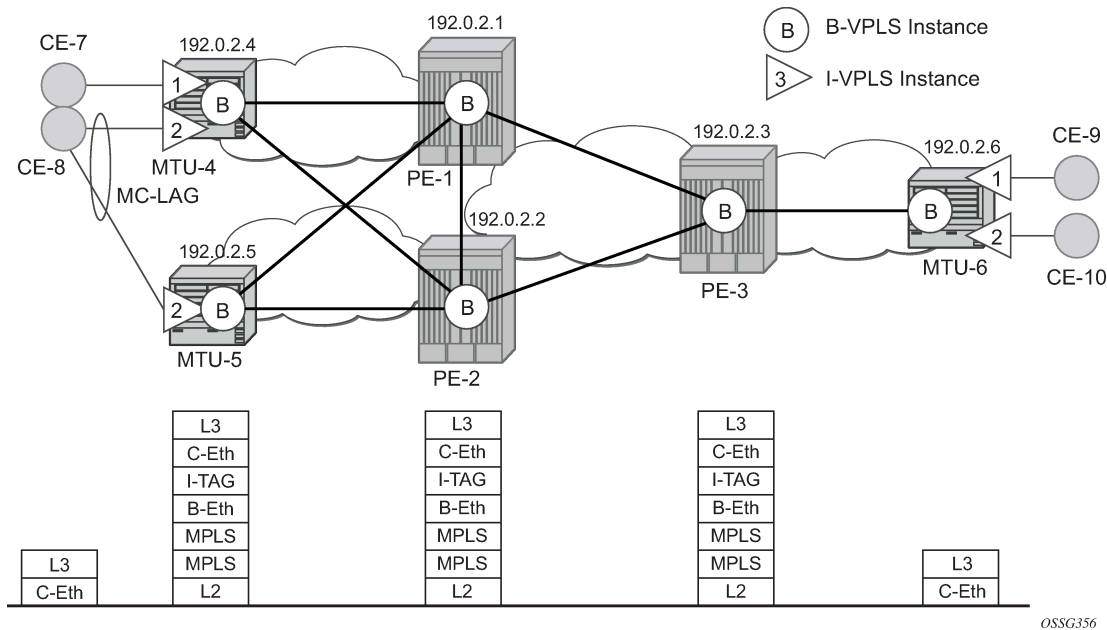 192.0.2.1
CE-7
192.0.2.4
B
B-VPLS Instance
1
B
B
3
I-VPLS Instance
2
192.0.2.3
CE-9
CE-8
MTU-4
PE-1
192.0.2.6
1
MC-LAG
B
B
192.0.2.2
2
192.0.2.5
MTU-6
CE-10
PE-3
2
B
B
MTU-5
PE-2
L3
C-Eth
I-TAG
B-Eth
MPLS
MPLS
L2
L3
C-Eth
I-TAG
B-Eth
MPLS
MPLS
L2
L3
C-Eth
I-TAG
B-Eth
MPLS
MPLS
L2
L3
C-Eth
L3
C-Eth
OSSG356